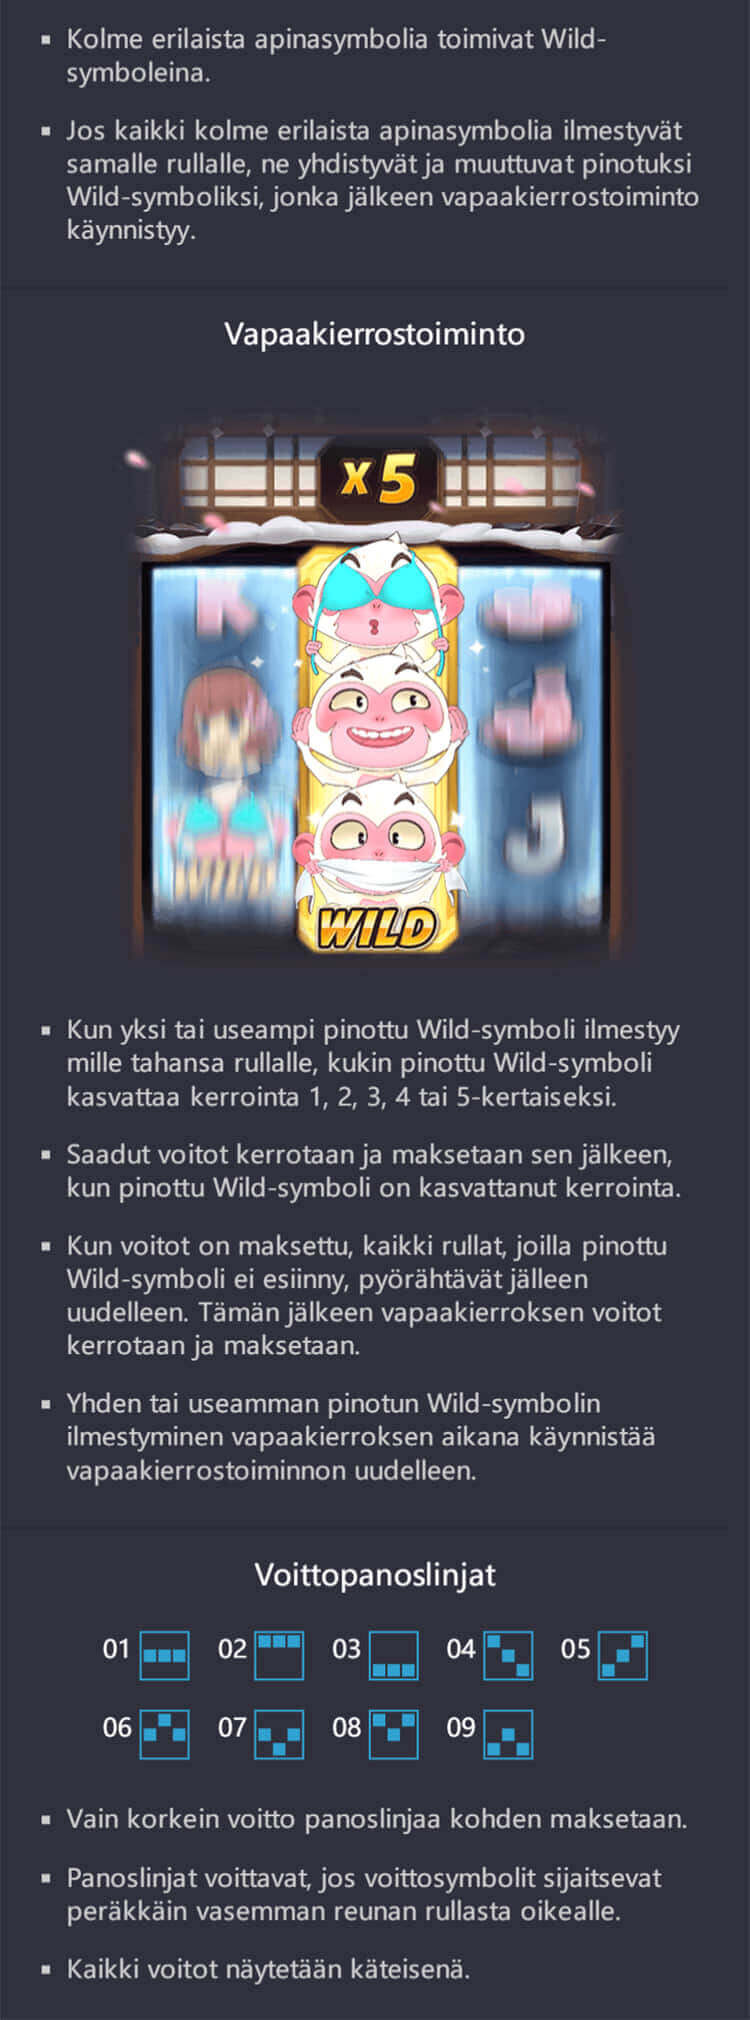 Kolme erilaista apinasymbolia toimivat Wild-
symboleina.
Jos kaikki kolme erilaista apinasymbolia ilmestyvät
samalle rullalle, ne yhdistyvät ja muuttuvat pinotuksi
Wild-symboliksi, jonka jälkeen vapaakierrostoiminto
käynnistyy.
Vapaakierrostoiminto
x5
K
J
WILD
WILD
Kun yksi tai useampi pinottu Wild-symboli ilmestyy
mille tahansa rullalle, kukin pinottu Wild-symboli
kasvattaa kerrointa 1, 2, 3, 4 tai 5-kertaiseksi.
Saadut voitot kerrotaan ja maksetaan sen jälkeen,
kun pinottu Wild-symboli on kasvattanut kerrointa.
Kun voitot on maksettu, kaikki rullat, joilla pinottu
Wild-symboli ei esiinny, pyörähtävät jälleen
uudelleen. Tämän jälkeen vapaakierroksen voitot
kerrotaan ja maksetaan.
Yhden tai useamman pinotun Wild-symbolin
ilmestyminen vapaakierroksen aikana käynnistää
vapaakierrostoiminnon uudelleen.
Voittopanoslinjat
01 02 03 04 05
06 07 08 09
Vain korkein voitto panoslinjaa kohden maksetaan.
Panoslinjat voittavat, jos voittosymbolit sijaitsevat
peräkkäin vasemman reunan rullasta oikealle.
Kaikki voitot näytetään käteisenä.